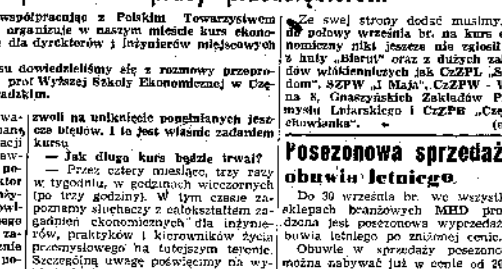 współpracując z Polskim Towarzystwem
organizuje w naszym mieście kurs ekono-
dla dyrektorów i inżynierów miejscowych
su dowiedzieliśmy się z rozmowy przepro-
prof Wyższej Szkoły Ekonomicznej w Czę-
radzkim.
zwoli na uniknięcie popełnianych jesz-
cze błędów. I to jest właśnie zadaniem
kursu
— Jak długo kurs będzie trwał?
— Przez cztery miesiące, trzy razy
w tygodniu, w godzinach wieczornych
(po trzy godziny). W tym czasie za-
poznamy słuchaczy z całokształtem za-
gadnień ekonomicznych dla inżynie-
rów, praktyków i kierowników życia
przemysłowego na tutejszym terenie.
Szczególną uwagę poświęcimy na wy-
Ze swej strony dodać musimy,
do połowy września br. na kurs e
nomiczny nikt jeszcze nie zgłosił
z huty „Bierut" oraz z dużych za
dów włókienniczych jak CzZPL „S
dom", SZPW „1 Maja", CzZPW - W
na 8, Gnaszyńskich Zakładów P
mysłu Lniarskiego i CzZPB „Czę
chowianka".
Posezonowa sprzedaż
obuwia letniego
Do 30 września br. we wszystk
sklepach branżowych MHD pro
dzona jest posezonowa wyprzedaż
buwia letniego po zniżonej cenie.
Obuwie w sprzedaży posezono
można nabywać już w cenie od 20